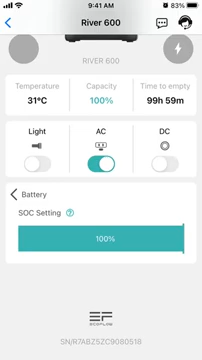 9:41 AM 83%
River 600
RIVER 600
Temperature Capacity Time to empty
31°C 100% 99h 59m
Light AC DC
Battery
SOC Setting ?
100%
EF
ECOFLOW
SN/R7ABZ5ZC9080518